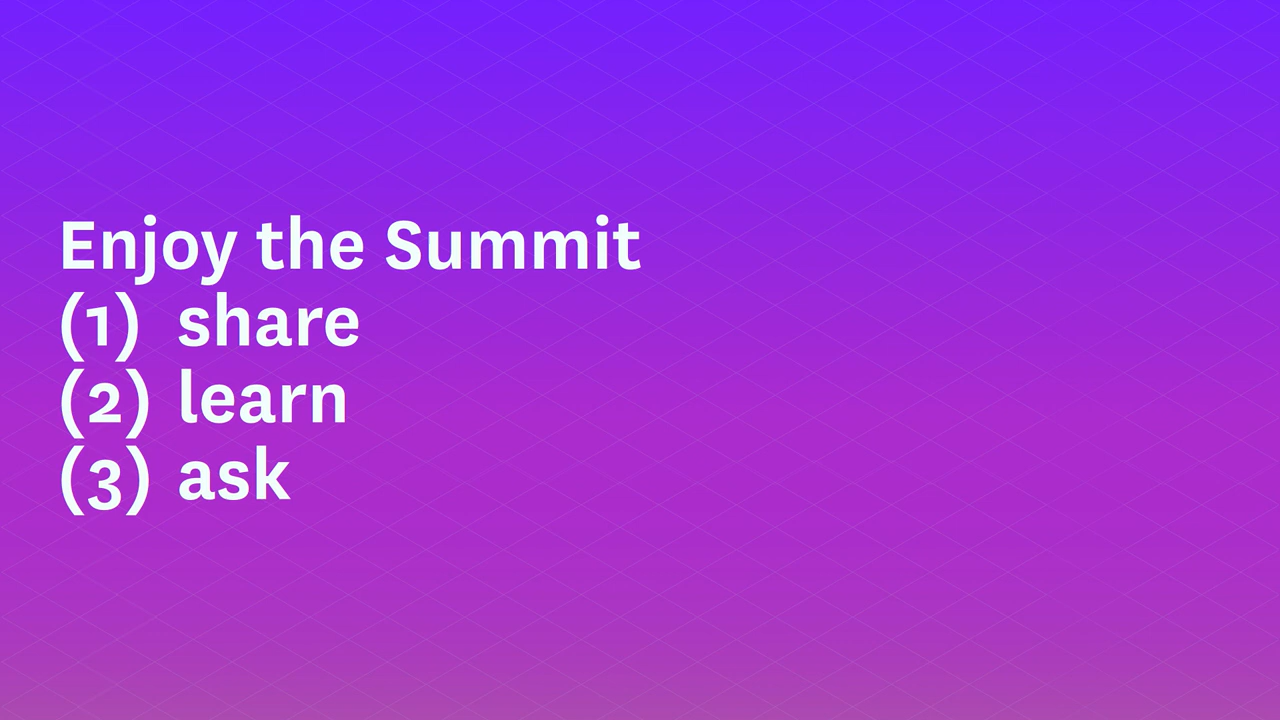 Enjoy the Summit
(1) share
(2) learn
(3) ask